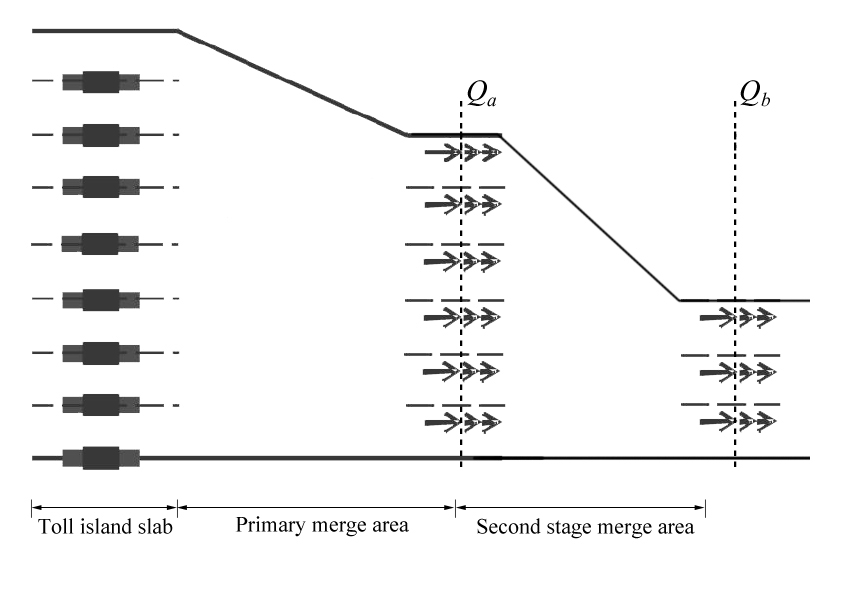 Qa
Qb
Toll island slab
Primary merge area
Second stage merge area